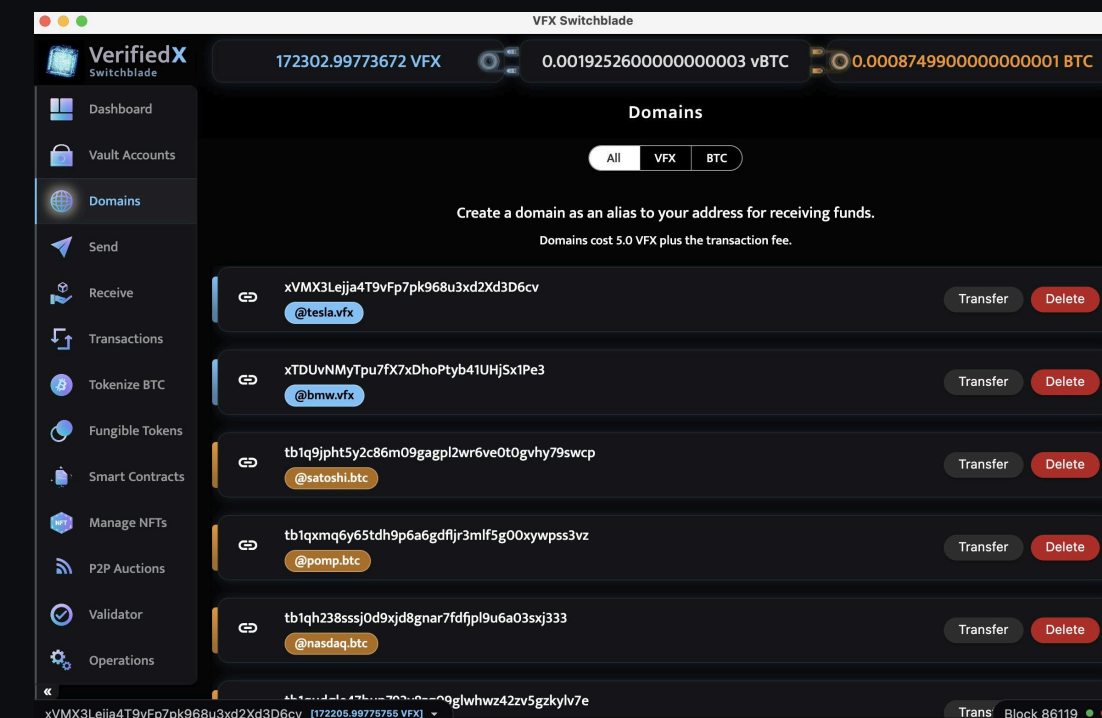 VFX Switchblade
VerifiedX
Switchblade
172302.99773672 VFX
0.0019252600000000003 vBTC
0.0008749900000000001 BTC
Dashboard
Vault Accounts
Domains
Send
Receive
Transactions
Tokenize BTC
Fungible Tokens
Smart Contracts
Manage NFTs
P2P Auctions
Validator
Operations
Domains
All VFX BTC
Create a domain as an alias to your address for receiving funds.
Domains cost 5.0 VFX plus the transaction fee.
xVMX3Lejja4T9vFp7pk968u3xd2Xd3D6cv
@tesla.vfx
Transfer Delete
xTDUvNMyTpu7fX7xDhoPtyb41UHjSx1Pe3
@bmw.vfx
Transfer Delete
tb1q9jpht5y2c86m09gagpl2wr6ve0t0gvhy79swcp
@satoshi.btc
Transfer Delete
tb1qxmq6y65tdh9p6a6gdfljr3mlf5g00xywpss3vz
@pomp.btc
Transfer Delete
tb1qh238sssj0d9xjd8gnar7fdfjpl9u6a03sxj333
@nasdaq.btc
Transfer Delete
«
xVMX3Lejja4T9vFp7pk968u3xd2Xd3D6cv [172205.99775755 VFX]
Block 86119